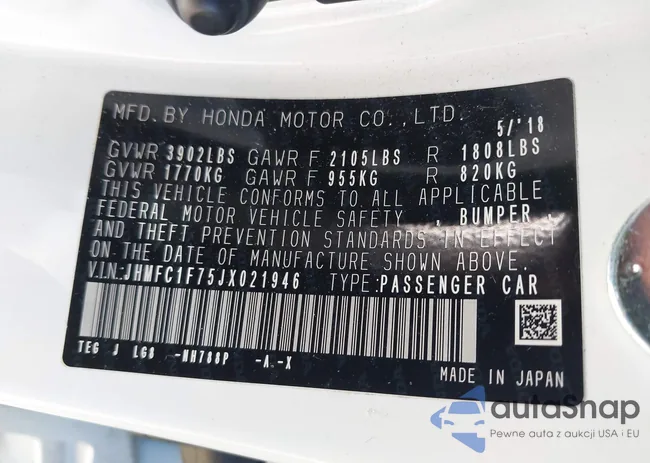 MFD. BY HONDA MOTOR CO., LTD.
5/'18
GVWR 3902LBS GAWR F 2105LBS R 1808LBS
GVWR 1770KG GAWR F 955KG R 820KG
THIS VEHICLE CONFORMS TO ALL APPLICABLE
FEDERAL MOTOR VEHICLE SAFETY , BUMPER ,
AND THEFT PREVENTION STANDARDS IN EFFECT
ON THE DATE OF MANUFACTURE SHOWN ABOVE.
V.I.N: JHMFC1F75JX021946 TYPE: PASSENGER CAR
TEG J LG8 -NH788P -A -X
MADE IN JAPAN
autoSnap
Pewne auta z aukcji USA i EU